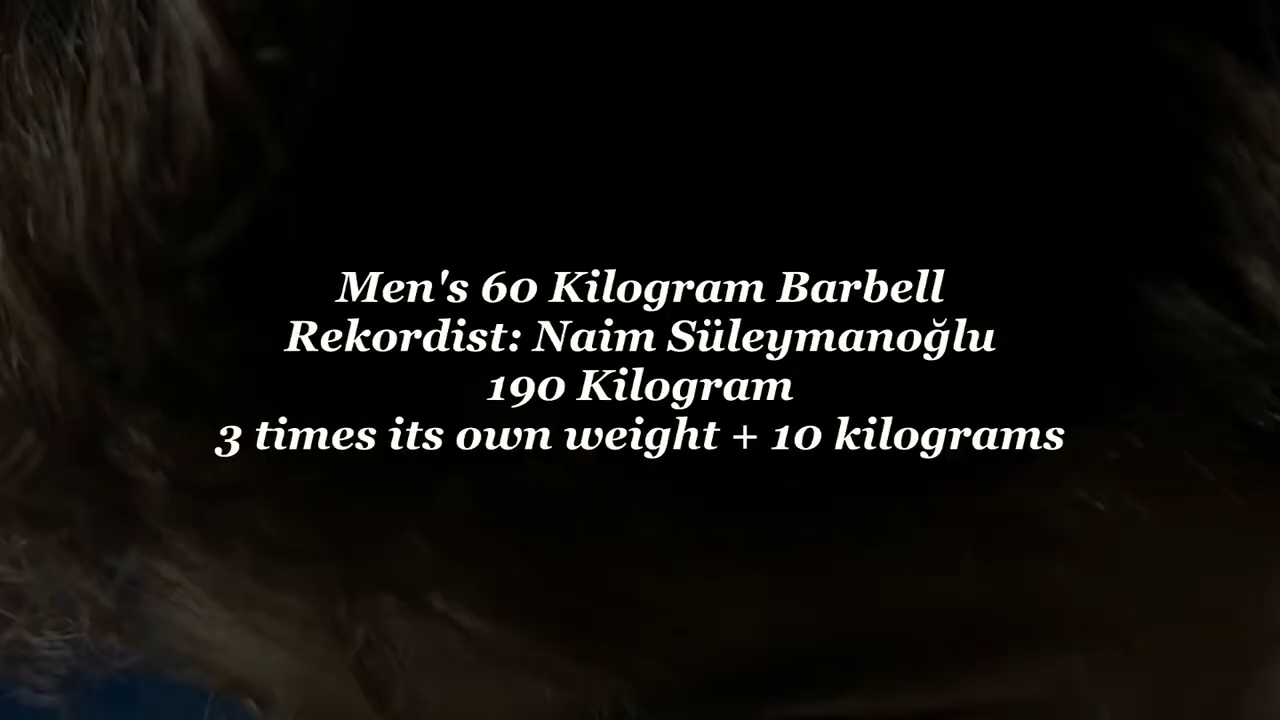 Men's 60 Kilogram Barbell
Rekordist: Naim Süleymanoğlu
190 Kilogram
3 times its own weight + 10 kilograms